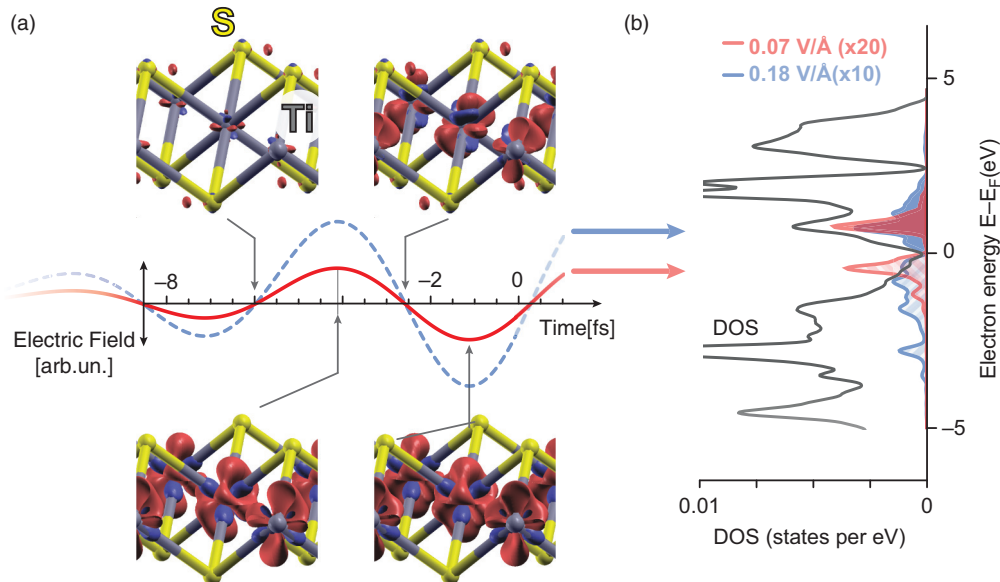 (a)
S
Ti
−8
−2
0
Time[fs]
Electric Field
[arb.un.]
(b)
0.07 V/Å (x20)
0.18 V/Å(x10)
5
0
−5
Electron energy E−E_F(eV)
DOS
0.01
0
DOS (states per eV)